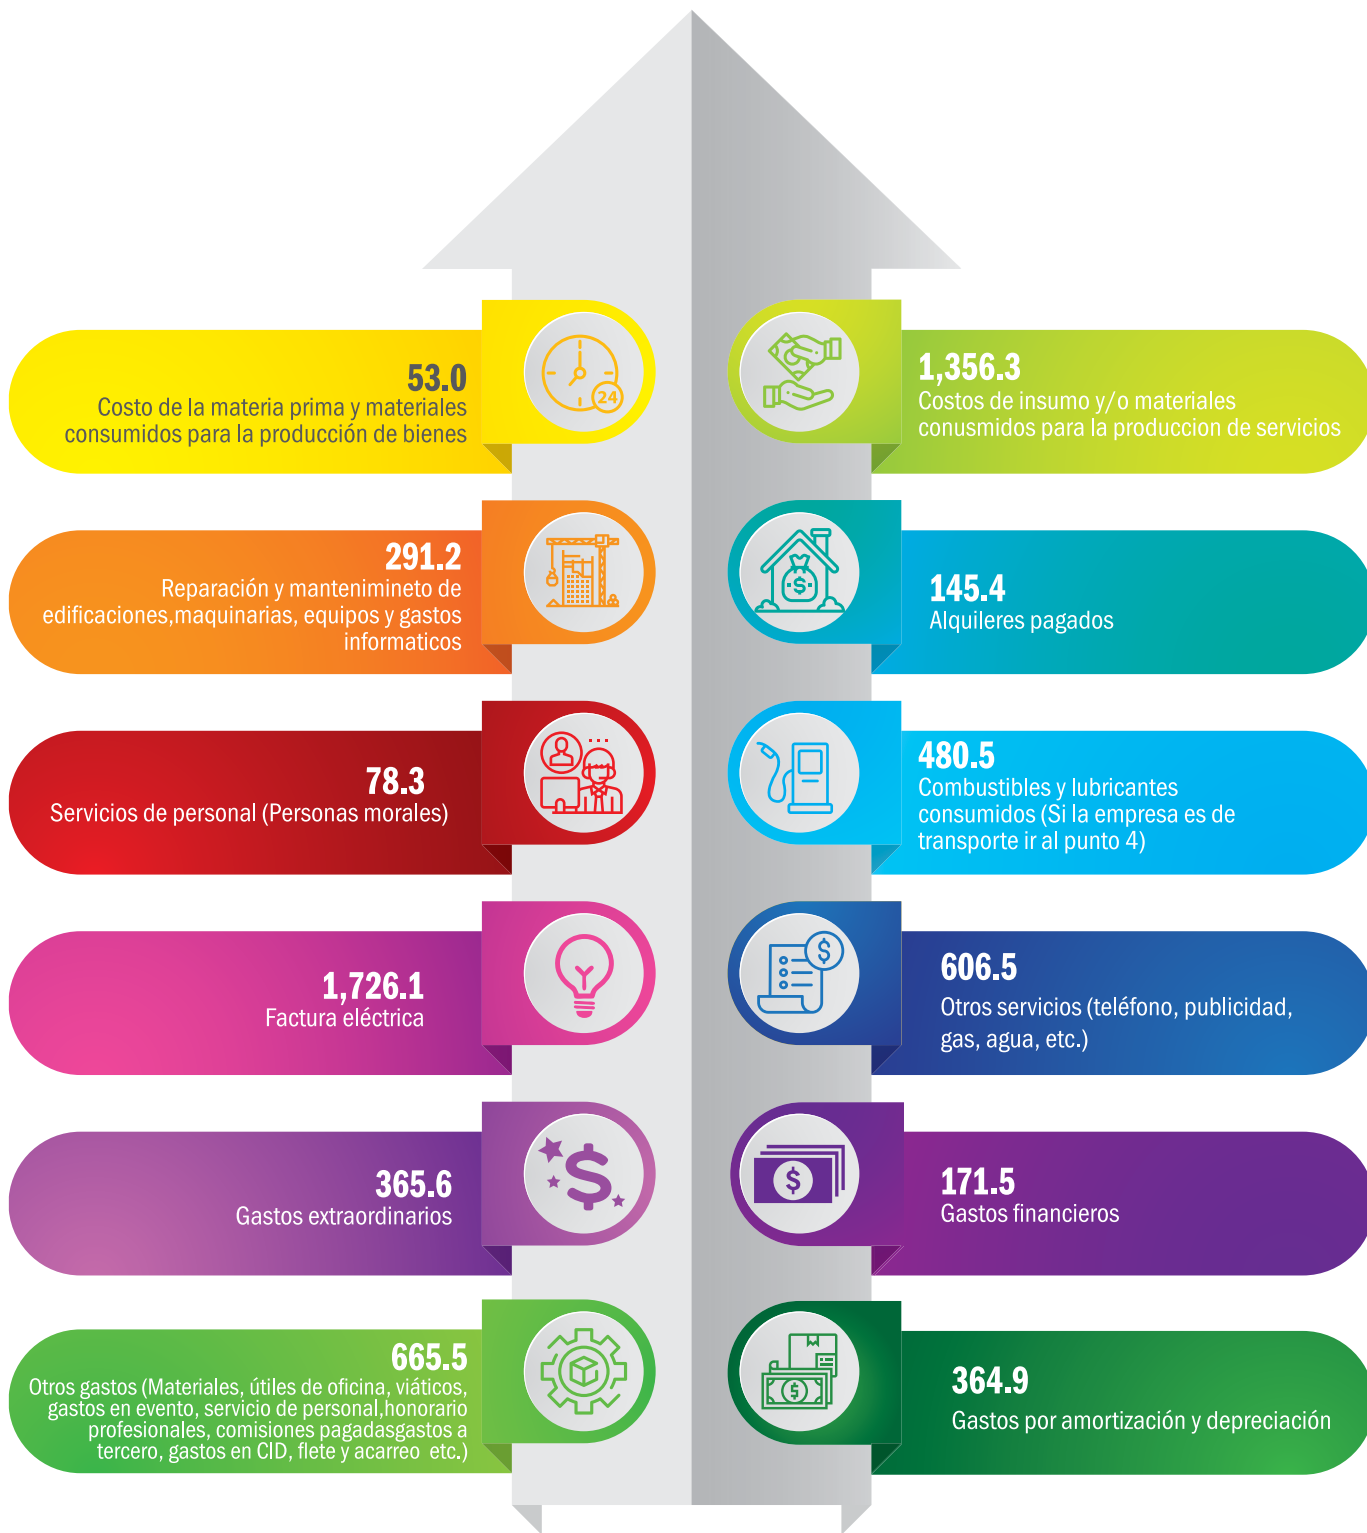 53.0
Costo de la materia prima y materiales
consumidos para la producción de bienes
24
1,356.3
Costos de insumo y/o materiales
conusmidos para la produccion de servicios
291.2
Reparación y mantenimineto de
edificaciones,maquinarias, equipos y gastos
informaticos
145.4
Alquileres pagados
$
78.3
Servicios de personal (Personas morales)
480.5
Combustibles y lubricantes
consumidos (Si la empresa es de
transporte ir al punto 4)
1,726.1
Factura eléctrica
$
606.5
Otros servicios (teléfono, publicidad,
gas, agua, etc.)
365.6
Gastos extraordinarios
$
$
171.5
Gastos financieros
665.5
Otros gastos (Materiales, útiles de oficina, viáticos,
gastos en evento, servicio de personal,honorario
profesionales, comisiones pagadasgastos a
tercero, gastos en CID, flete y acarreo etc.)
$
364.9
Gastos por amortización y depreciación